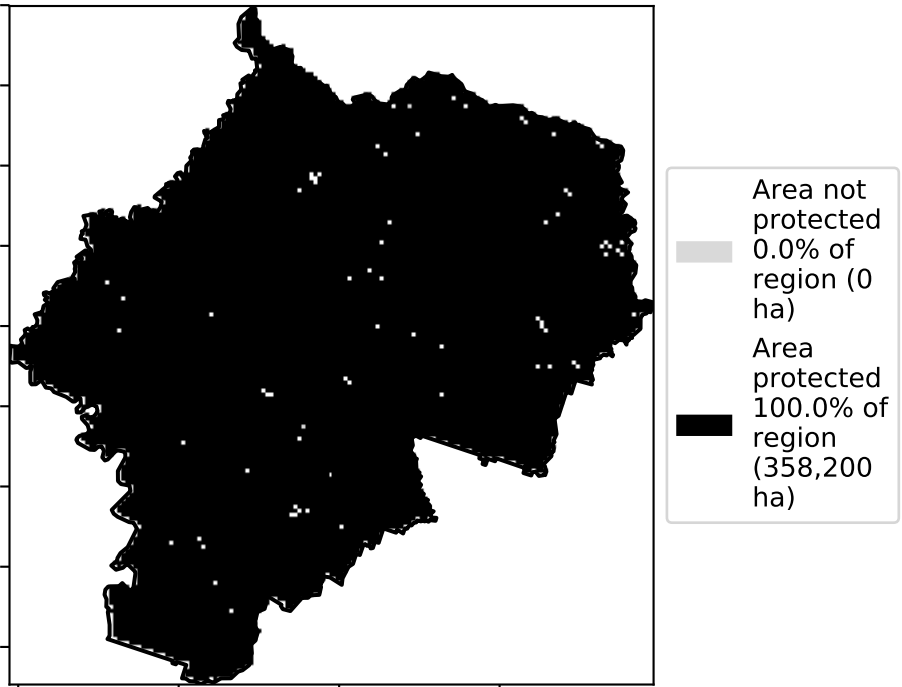 Area not
protected
0.0% of
region (0
ha)
Area
protected
100.0% of
region
(358,200
ha)